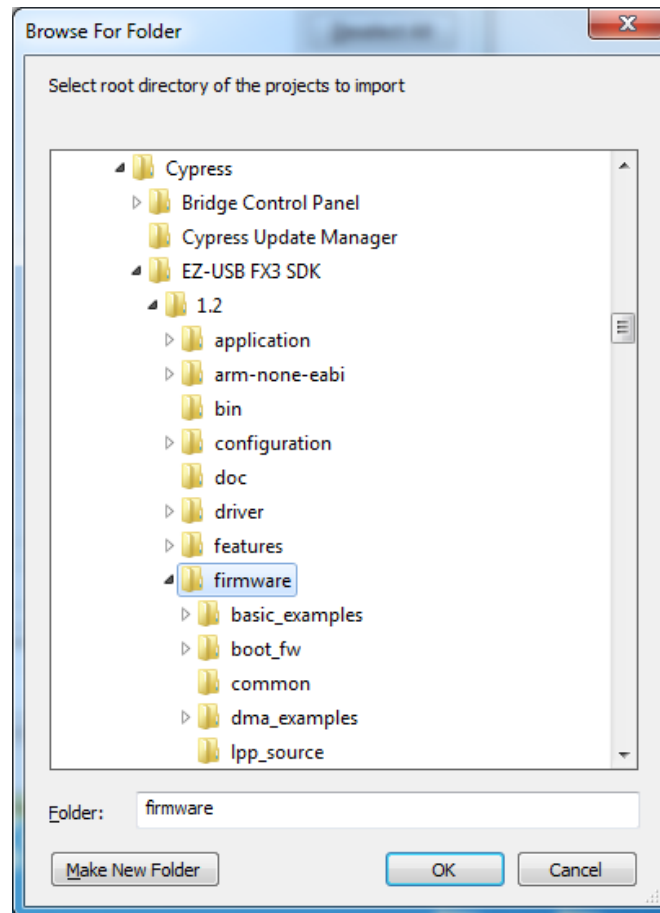 Browse For Folder
Select root directory of the projects to import
Cypress
Bridge Control Panel
Cypress Update Manager
EZ-USB FX3 SDK
1.2
application
arm-none-eabi
bin
configuration
doc
driver
features
firmware
basic_examples
boot_fw
common
dma_examples
lpp_source
Folder: firmware
Make New Folder OK Cancel